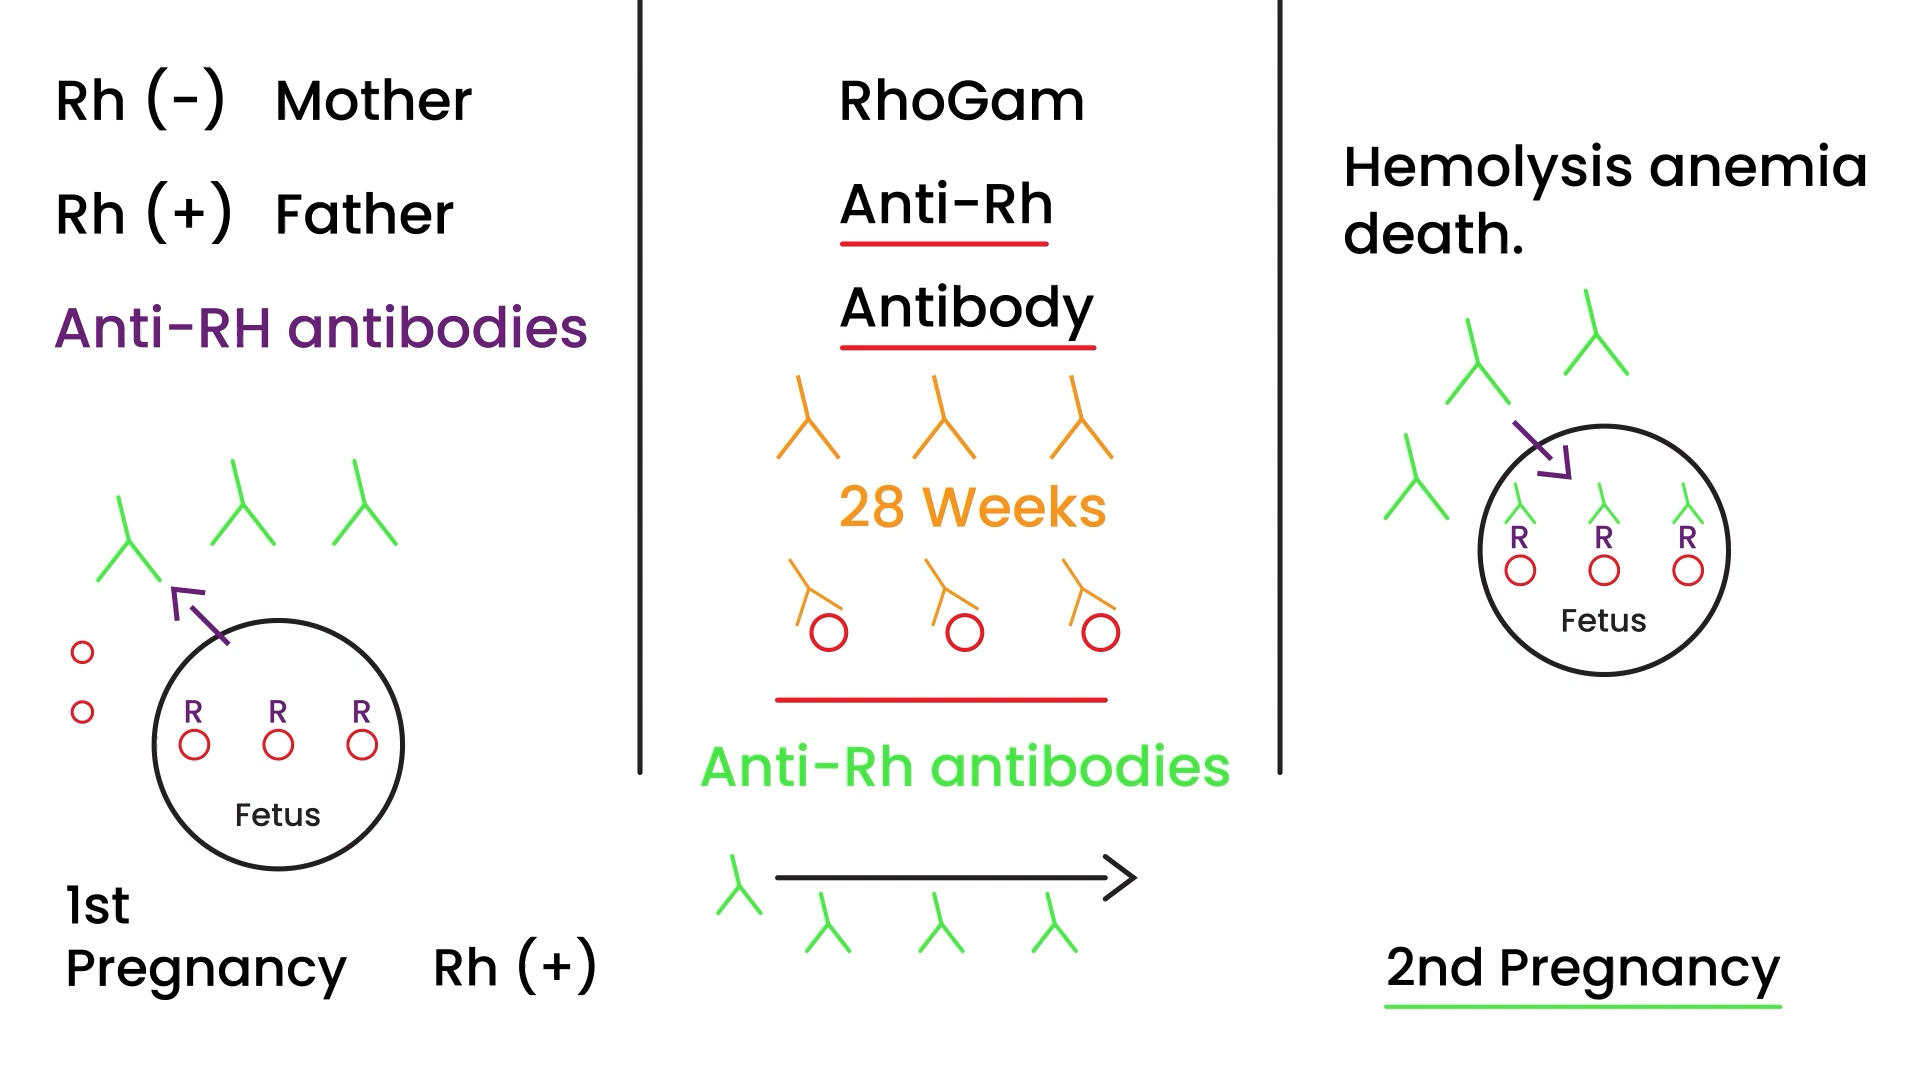 Rh (-) Mother
Rh (+) Father
Anti-RH antibodies
R R R
Fetus
1st
Pregnancy Rh (+)
RhoGam
Anti-Rh
Antibody
28 Weeks
Anti-Rh antibodies
Hemolysis anemia
death.
R R R
Fetus
2nd Pregnancy